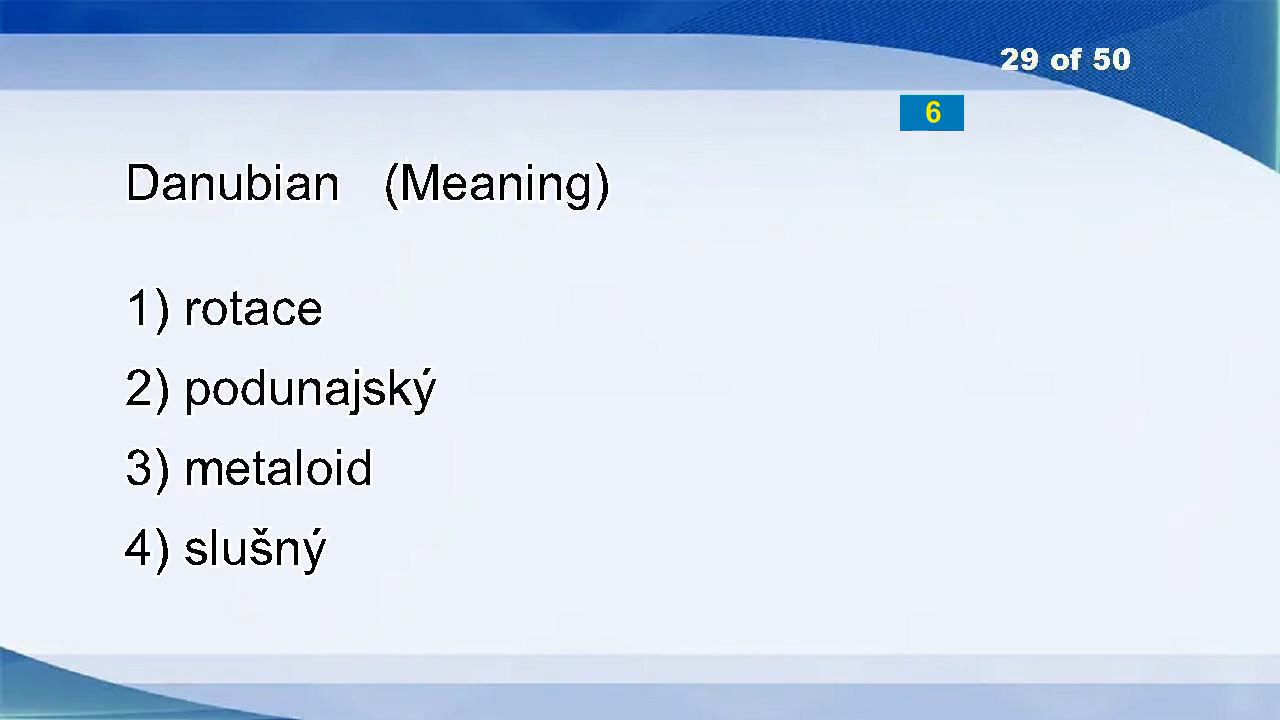 29 of 50
6
Danubian (Meaning)
1) rotace
2) podunajský
3) metaloid
4) slušný